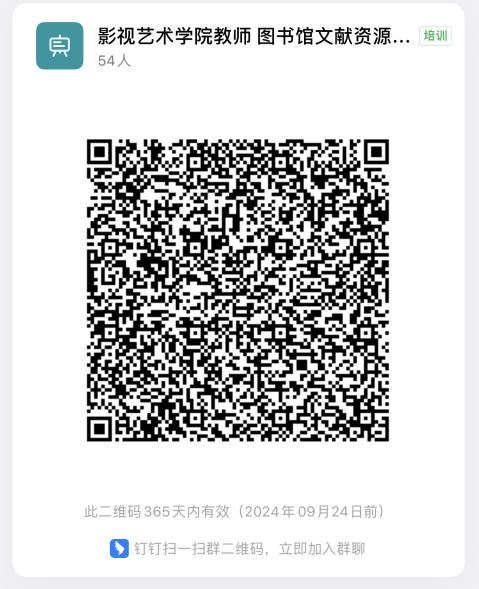 影视艺术学院教师 图书馆文献资源... 培训
54人
此二维码365天内有效（2024年09月24日前）
钉钉扫一扫群二维码，立即加入群聊